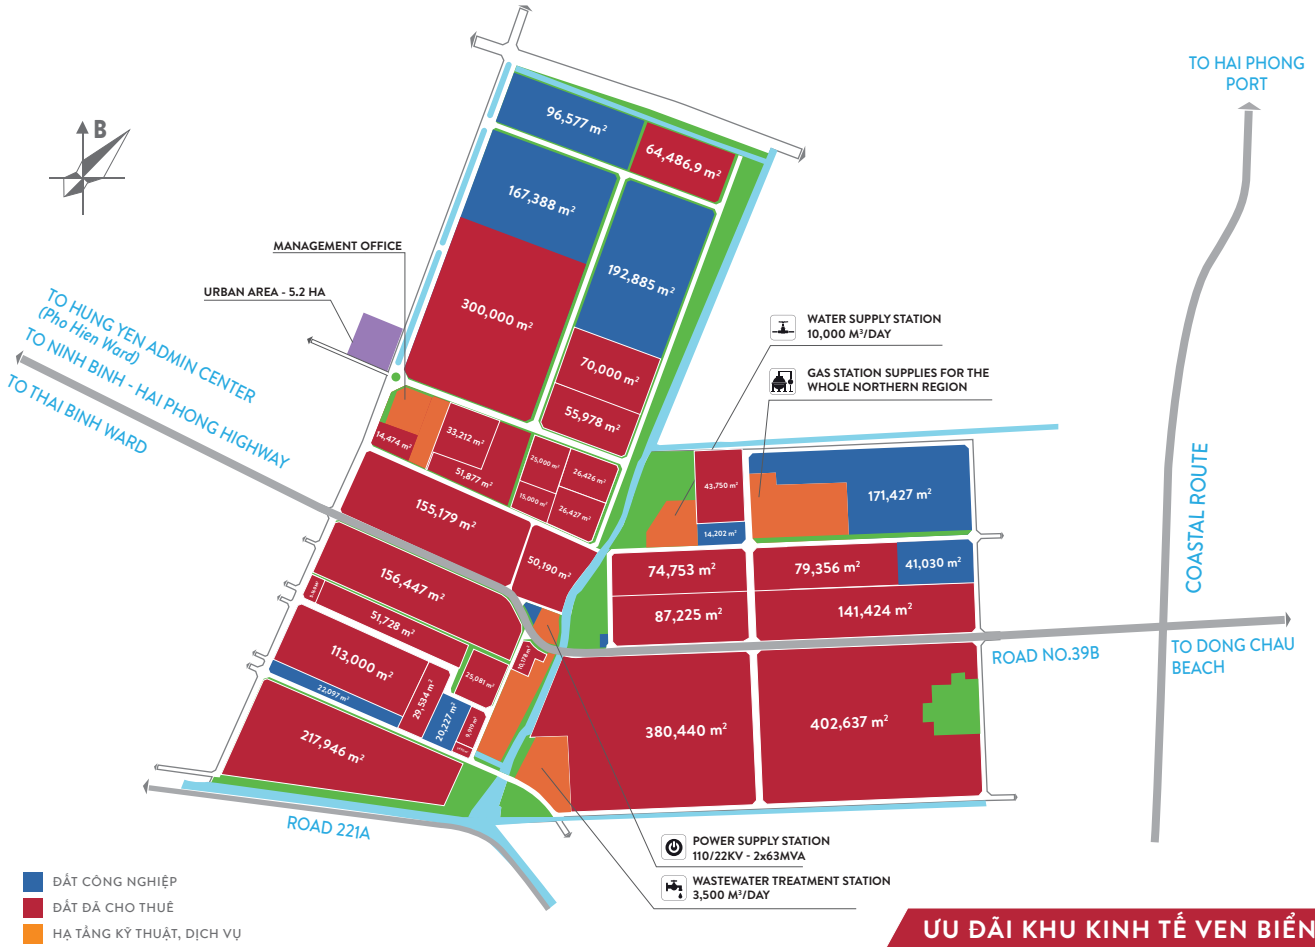 TO HAI PHONG
PORT
B
96,577 m²
64,486.9 m²
167,388 m²
192,885 m²
300,000 m²
70,000 m²
55,978 m²
MANAGEMENT OFFICE
URBAN AREA - 5.2 HA
TO HUNG YEN ADMIN CENTER
(Pho Hien Ward)
TO NINH BINH - HAI PHONG HIGHWAY
TO THAI BINH WARD
WATER SUPPLY STATION
10,000 M³/DAY
GAS STATION SUPPLIES FOR THE
WHOLE NORTHERN REGION
14,474 m²
33,212 m²
51,877 m²
25,000 m²
26,426 m²
15,000 m²
26,427 m²
43,750 m²
14,202 m²
171,427 m²
155,179 m²
50,190 m²
74,753 m²
79,356 m²
41,030 m²
87,225 m²
141,424 m²
COASTAL ROUTE
156,447 m²
51,728 m²
113,000 m²
22,097 m²
29,534 m²
20,227 m²
25,081 m²
10,178 m²
9,919 m²
217,946 m²
380,440 m²
402,637 m²
ROAD NO.39B
TO DONG CHAU
BEACH
ROAD 221A
POWER SUPPLY STATION
110/22KV - 2x63MVA
WASTEWATER TREATMENT STATION
3,500 M³/DAY
ĐẤT CÔNG NGHIỆP
ĐẤT ĐÃ CHO THUÊ
HẠ TẦNG KỸ THUẬT, DỊCH VỤ
ƯU ĐÃI KHU KINH TẾ VEN BIỂN